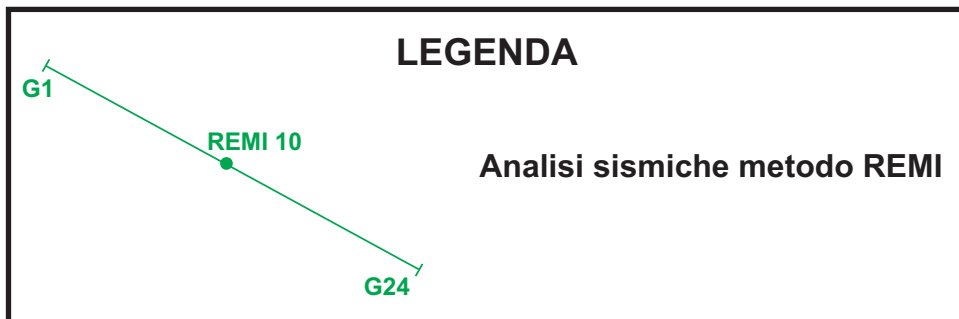 LEGENDA
G1
REMI 10
Analisi sismiche metodo REMI
G24